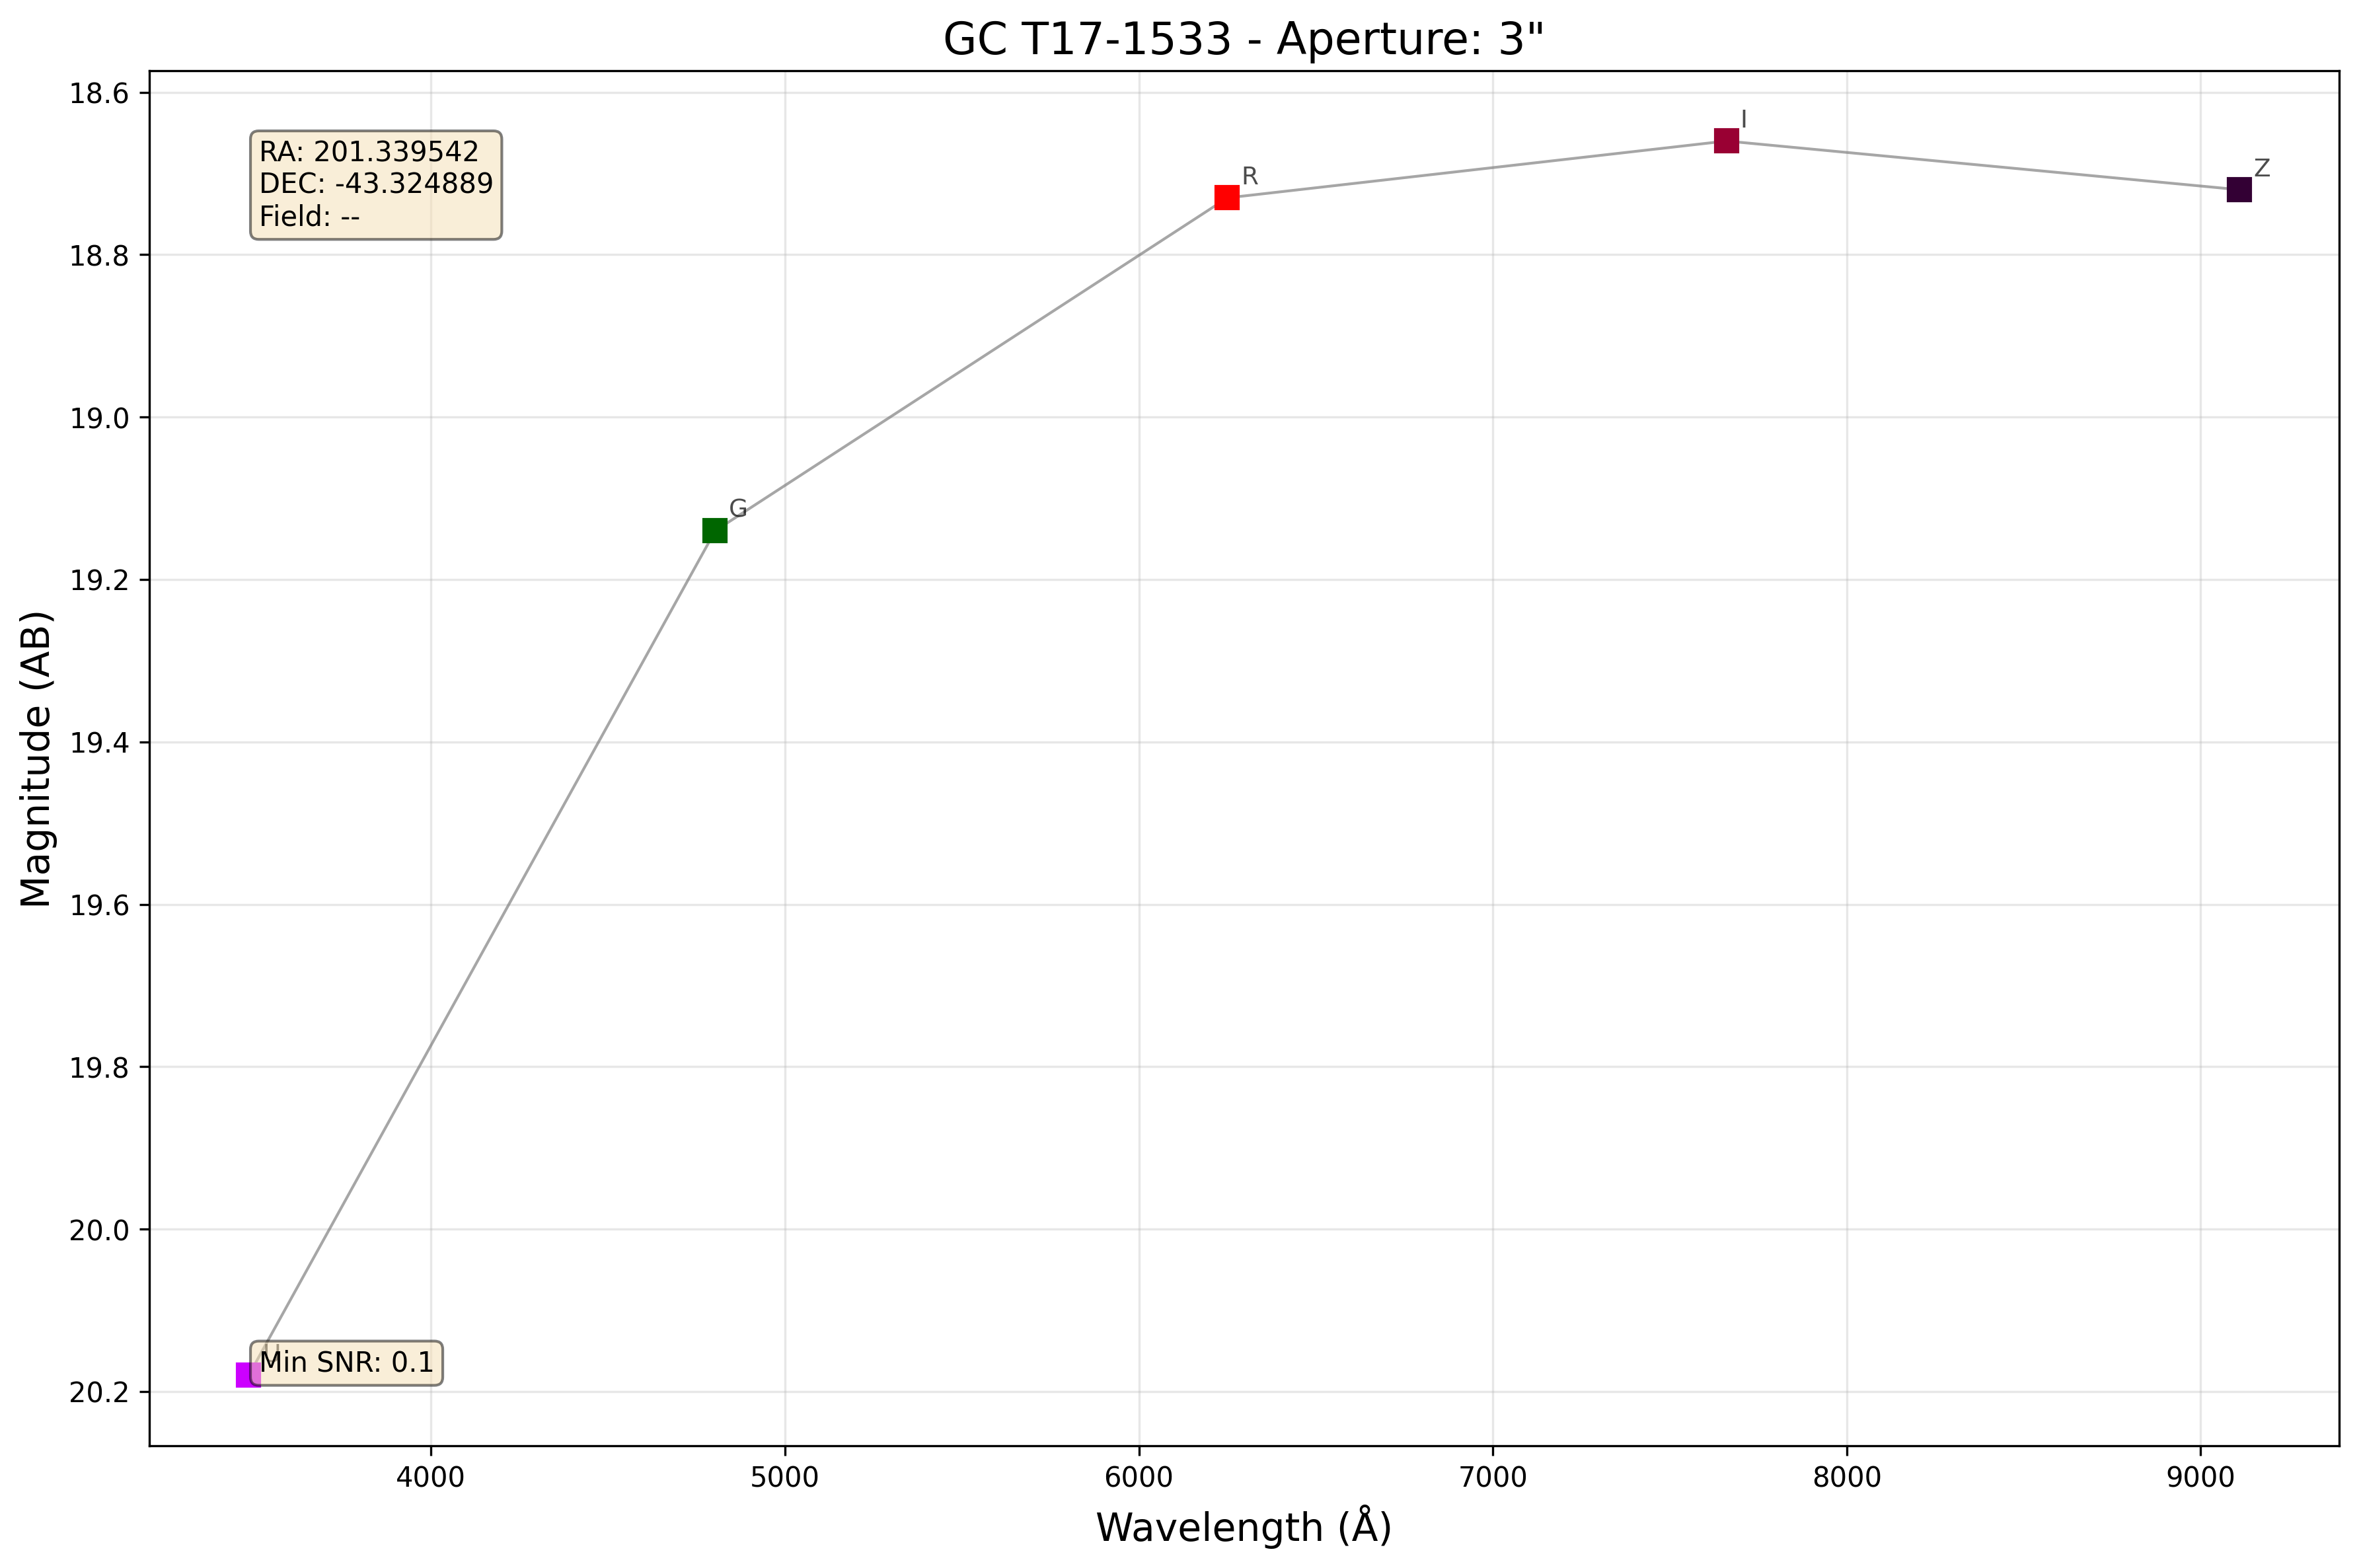 GC T17-1533 - Aperture: 3"
18.6
18.8
19.0
19.2
19.4
19.6
19.8
20.0
20.2
Magnitude (AB)
RA: 201.339542
DEC: -43.324889
Field: --
I
Z
R
G
Min SNR: 0.1
4000
5000
6000
7000
8000
9000
Wavelength (Å)